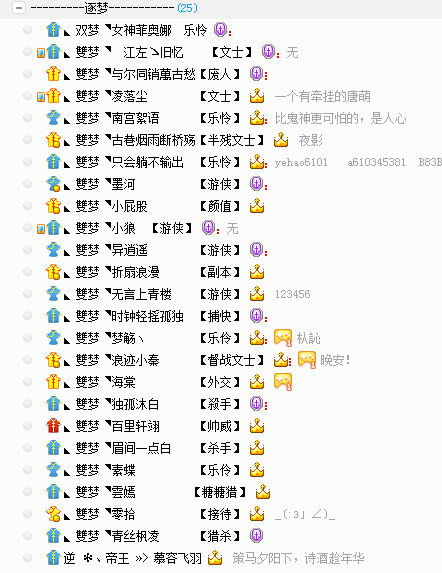 ---------逐梦-----------(25)
双梦 ◥女神菲奥娜 乐怜
◣ 雙梦 ◥ 江左ゝ旧忆 【文士】 : 无
◣ 雙梦 ◥与尔同销萬古愁【废人】 :
◣ 雙梦 ◥凌落尘 【文士】 一个有牵挂的唐萌
◣ 雙梦 ◥南宫絮语 【乐伶】 比鬼神更可怕的，是人心
◣ 雙梦 ◥古巷烟雨断桥殇【半残文士】 夜影
◣ 雙梦 ◥只会躺不输出 【乐伶】 : yehao6101 a610345381 B83B
◣ 雙梦 ◥墨河 【游侠】 :
◣ 雙梦 ◥小屁股 【颜值】
◣ 雙梦 ◥小狼 【游侠】 : 无
◣ 雙梦 ◥异逍遥 【游侠】 :
◣ 雙梦 ◥折扇浪漫 【副本】
◣ 雙梦 ◥无言上青楼 【游侠】 123456
◣ 雙梦 ◥时钟轻摇孤独 【捕快】 :
◣ 雙梦 ◥梦觞ヽ 【乐伶】 :
◣ 雙梦 ◥浪迹小秦 【督战文士】 : 晚安!
◣ 雙梦 ◥海棠 【外交】
◣ 雙梦 ◥独孤沐白 【殺手】 :
◣ 雙梦 ◥百里轩翊 【帅威】
◣ 雙梦 ◥眉间一点白 【杀手】
◣ 雙梦 ◥素蝶 【乐伶】
◣ 雙梦 ◥雲嫣 【糖糖猎】
◣ 雙梦 ◥零拾 【接待】 _(:з」∠)_
◣ 雙梦 ◥青丝枫凌 【猎杀】 :
逆 ＊、帝王 »〉慕容飞羽 策马夕阳下，诗酒趁年华